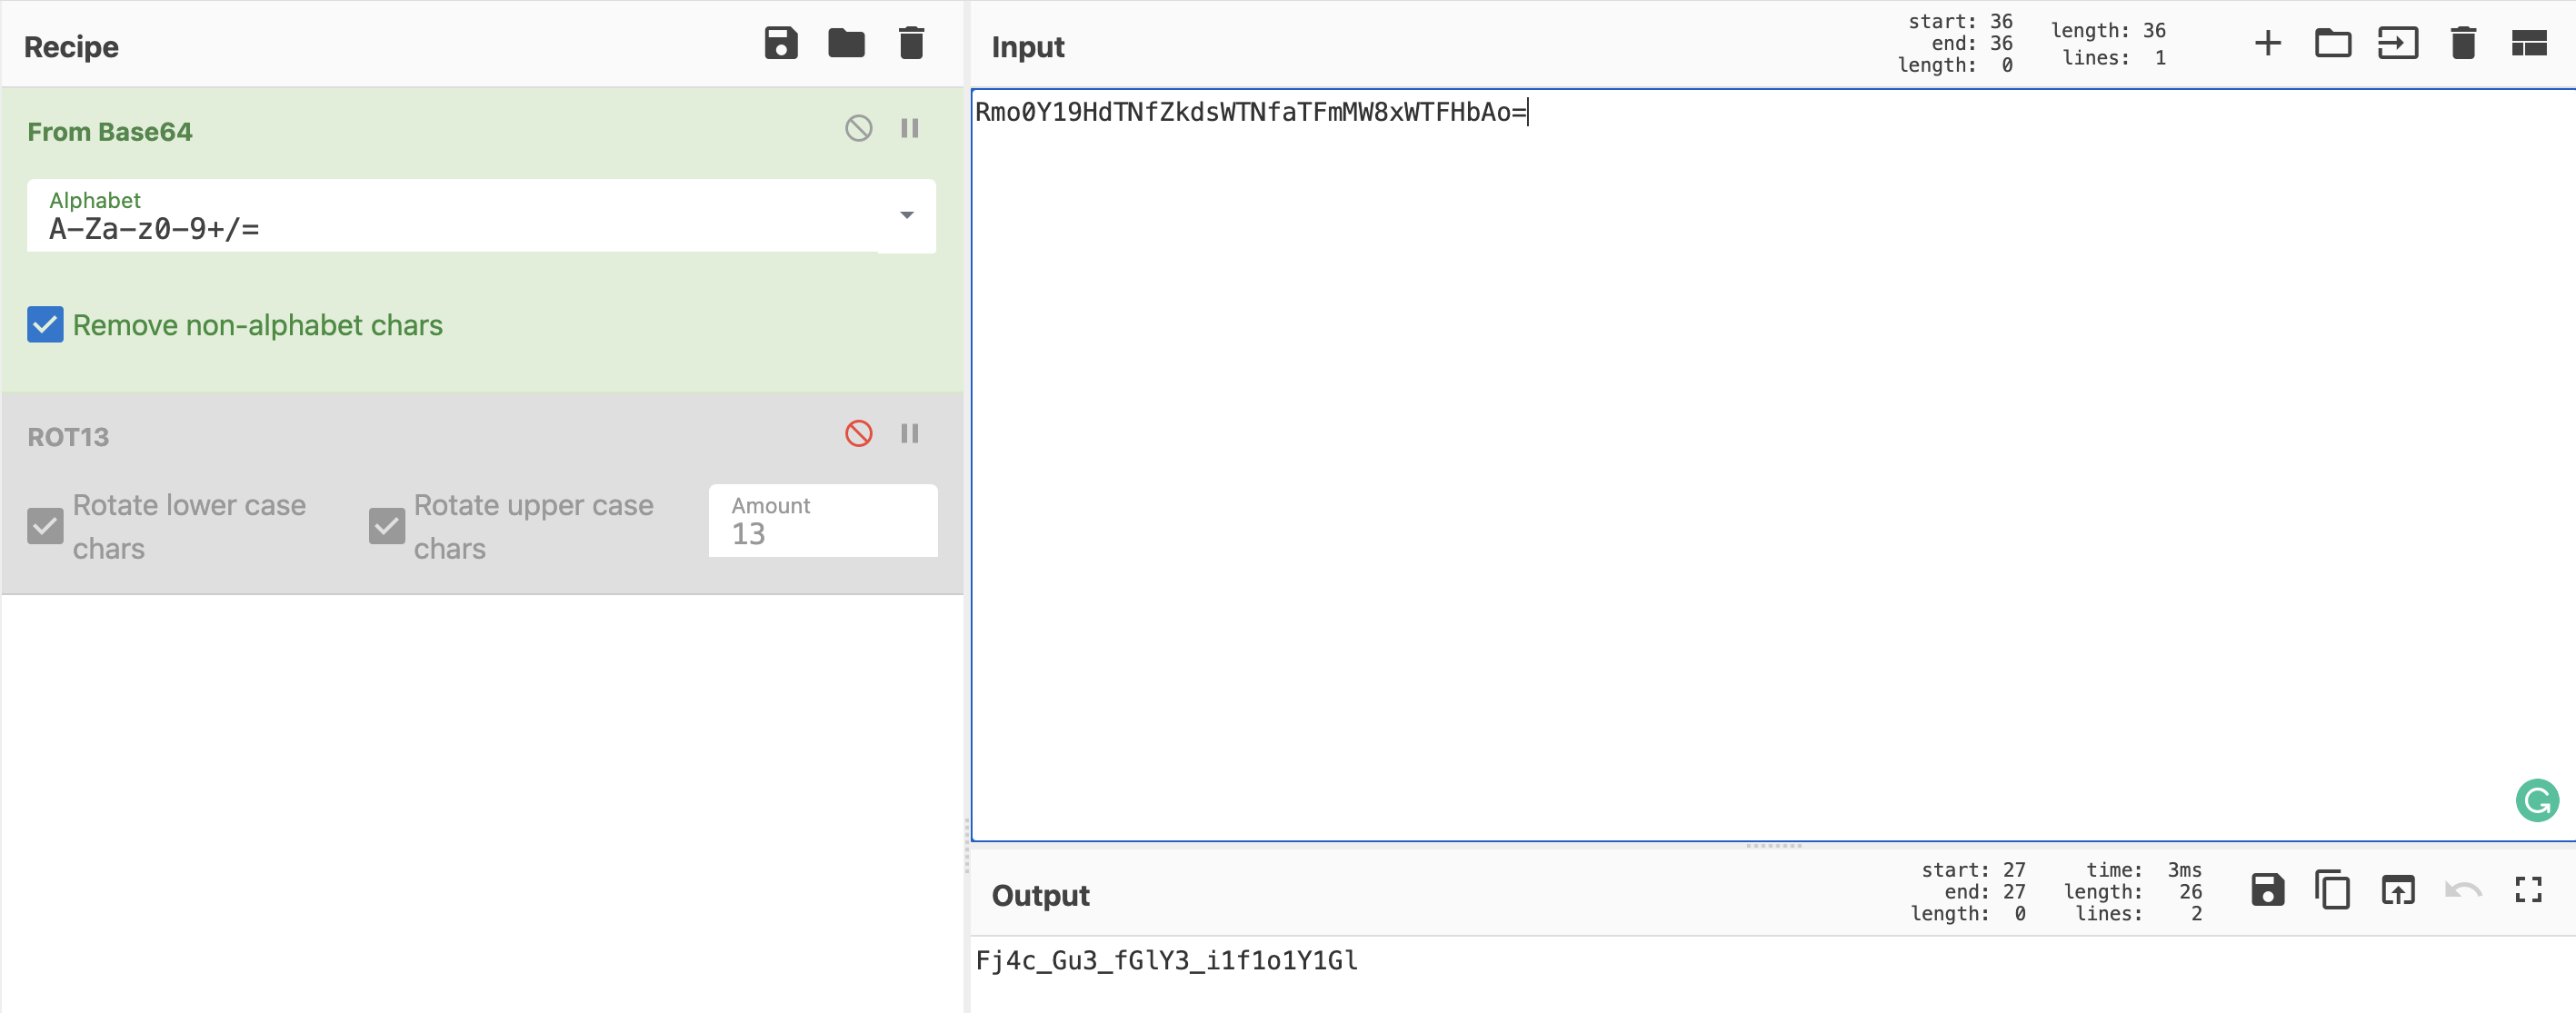 Recipe
From Base64
Alphabet
A-Za-z0-9+/=
Remove non-alphabet chars
ROT13
Rotate lower case chars
Rotate upper case chars
Amount
13
Input
start: 36
end: 36
length: 0
length: 36
lines: 1
Rmo0Y19HdTNfZkdsWTNfaTFmMW8xWTFHbAo=
Output
start: 27
end: 27
length: 0
time: 3ms
length: 26
lines: 2
Fj4c_Gu3_fGlY3_i1f1o1Y1Gl